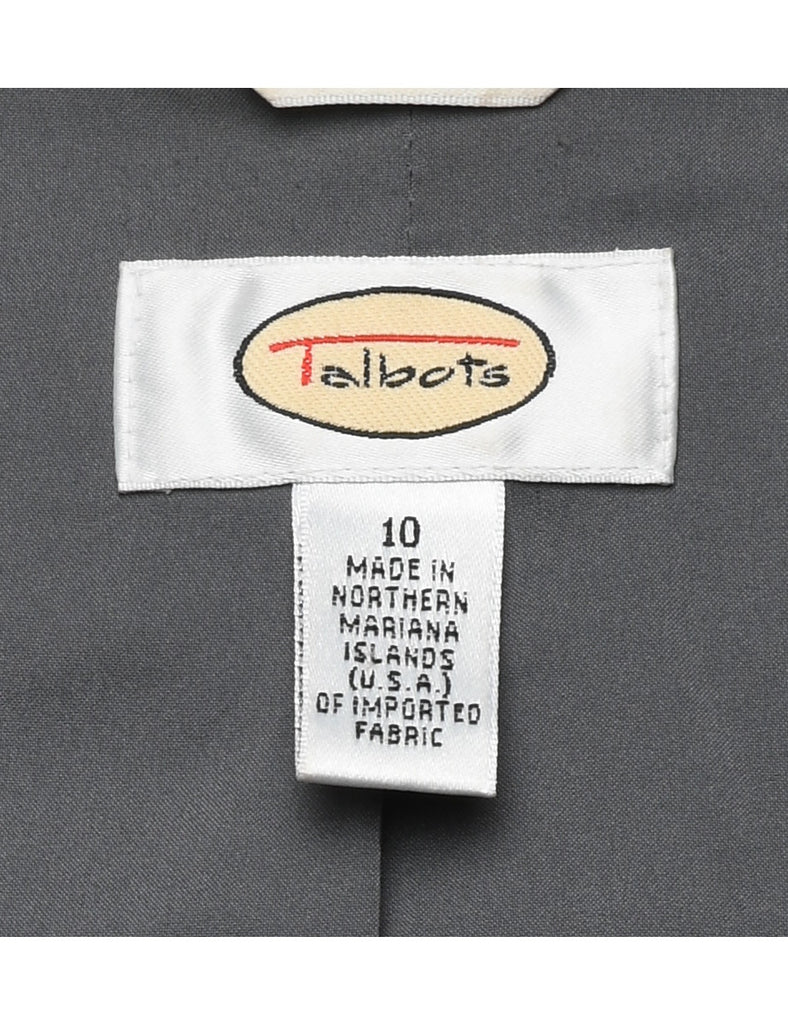 Talbots
10
MADE IN
NORTHERN
MARIANA
ISLANDS
(U.S.A.)
OF IMPORTED
FABRIC